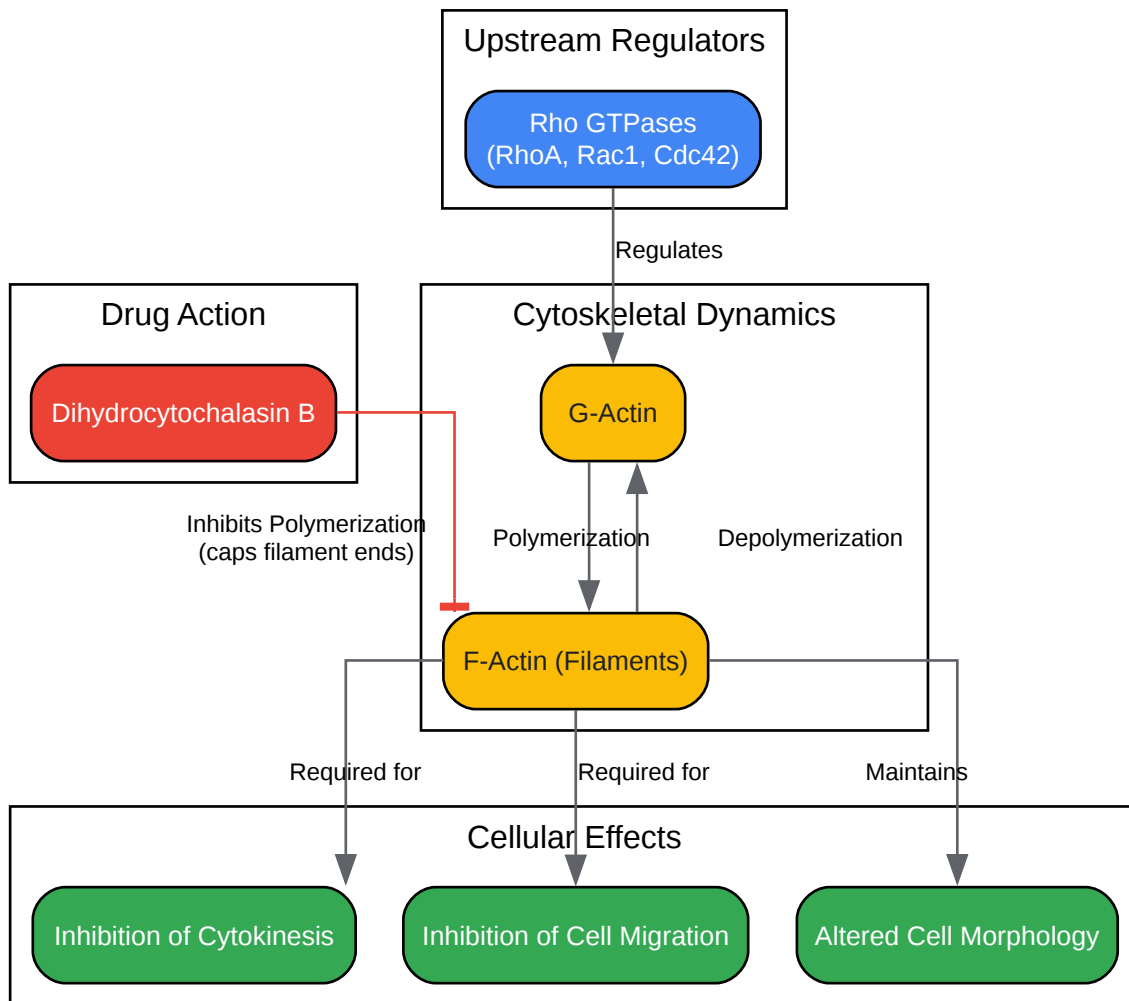 Upstream Regulators
Rho GTPases
(RhoA, Rac1, Cdc42)
Regulates
Drug Action
Dihydrocytochalasin B
Cytoskeletal Dynamics
G-Actin
Inhibits Polymerization
(caps filament ends)
Polymerization
Depolymerization
F-Actin (Filaments)
Required for
Required for
Maintains
Cellular Effects
Inhibition of Cytokinesis
Inhibition of Cell Migration
Altered Cell Morphology